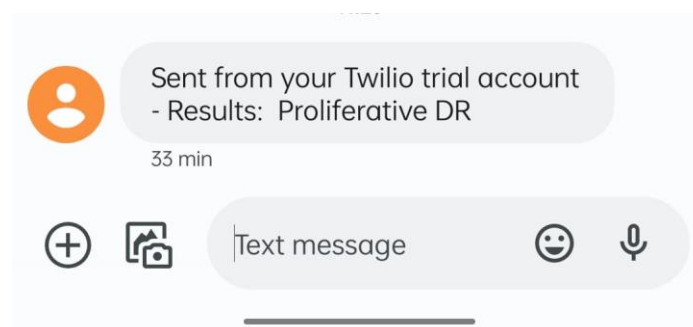 Sent from your Twilio trial account
- Results:  Proliferative DR
33 min
Text message